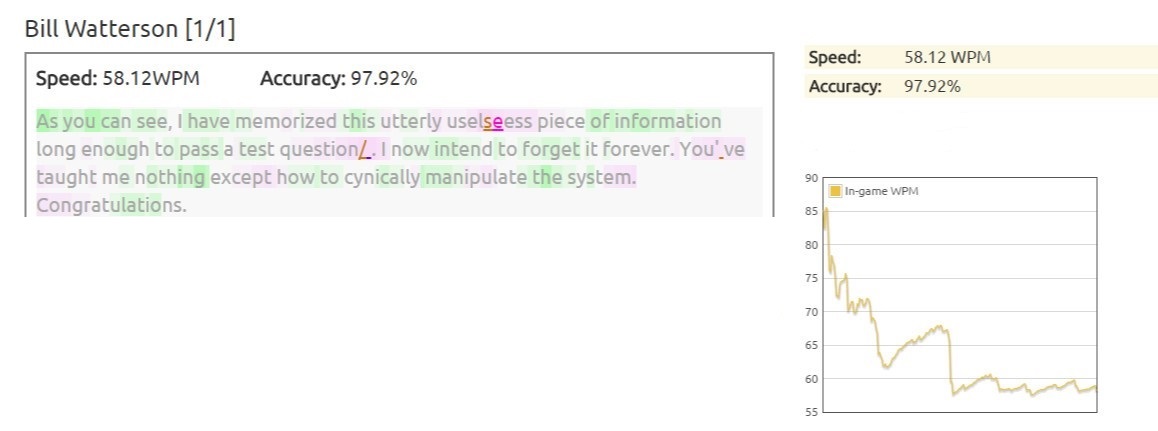 Bill Watterson [1/1]
Speed: 58.12WPM Accuracy: 97.92%
As you can see, I have memorized this utterly uselseess piece of information
long enough to pass a test question/_. I now intend to forget it forever. You'_ve
taught me nothing except how to cynically manipulate the system.
Congratulations.
Speed: 58.12 WPM
Accuracy: 97.92%
In-game WPM
90
85
80
75
70
65
60
55